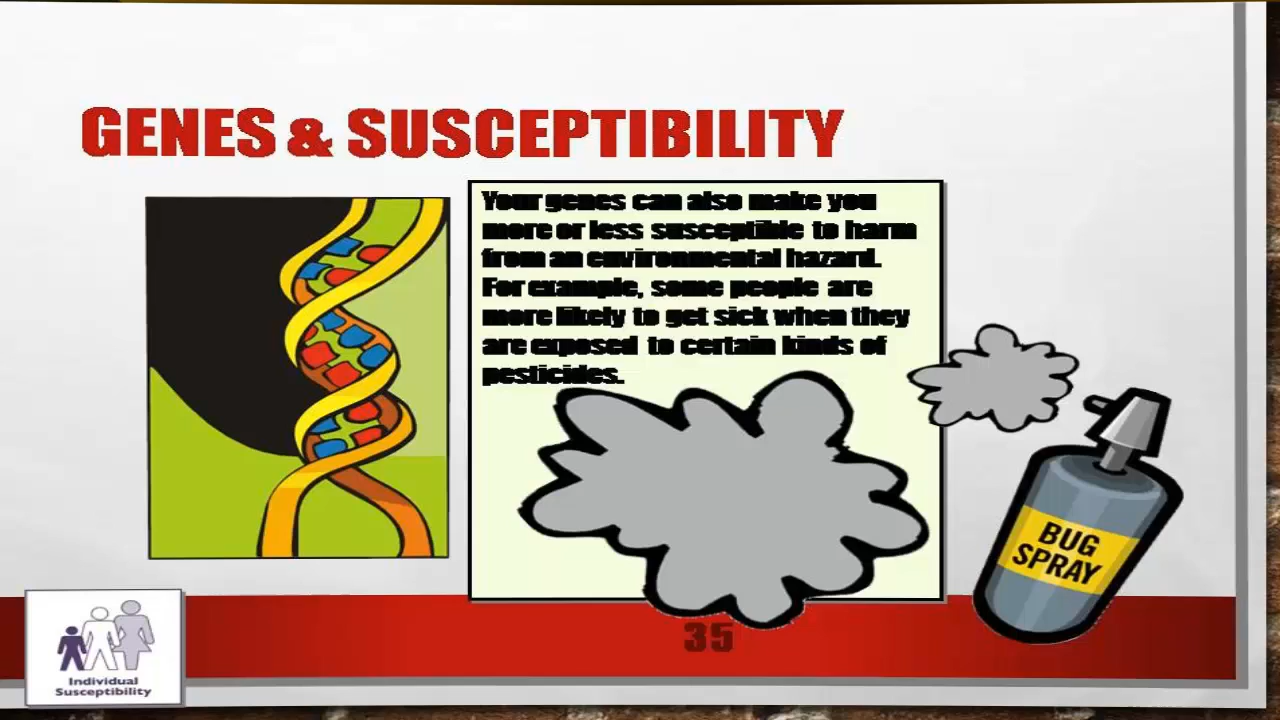 GENES & SUSCEPTIBILITY
Your genes can also make you
more or less susceptible to harm
from an environmental hazard.
For example, some people are
more likely to get sick when they
are exposed to certain kinds of
pesticides.
BUG
SPRAY
35
Individual
Susceptibility